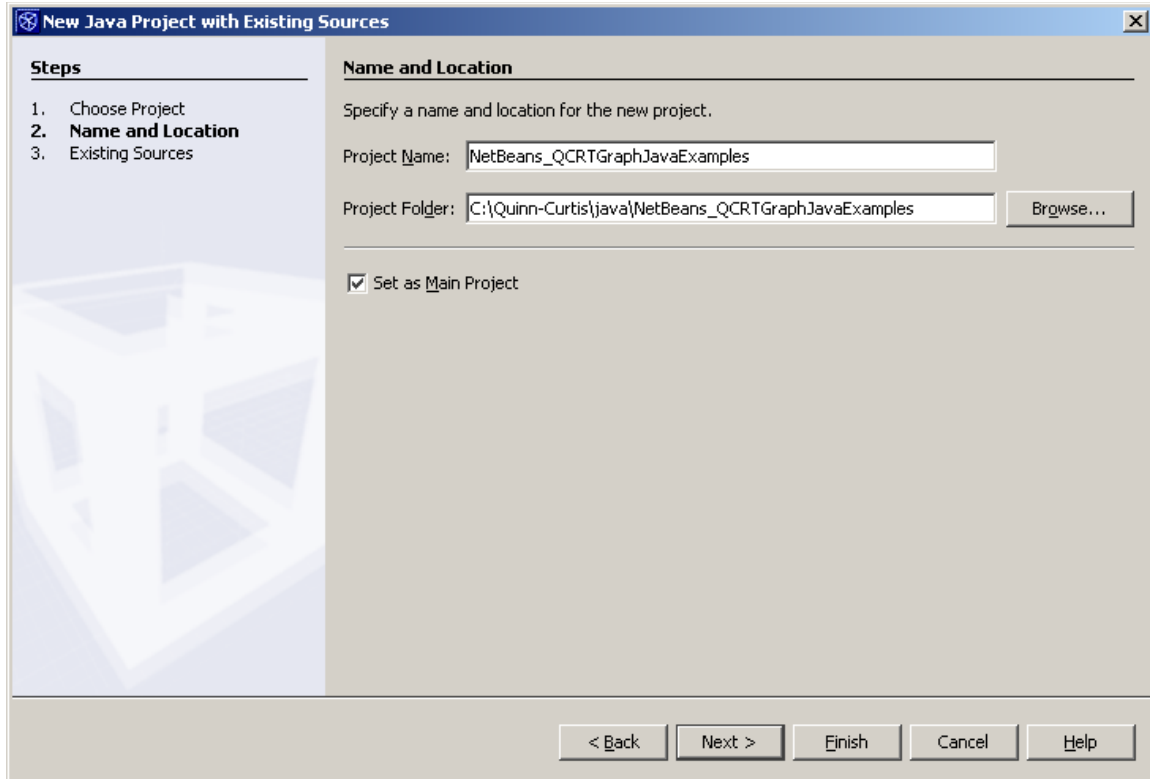 New Java Project with Existing Sources
Steps
1. Choose Project
2. Name and Location
3. Existing Sources
Name and Location
Specify a name and location for the new project.
Project Name: NetBeans_QCRTGraphJavaExamples
Project Folder: C:\Quinn-Curtis\java\NetBeans_QCRTGraphJavaExamples Browse...
Set as Main Project
< Back Next > Finish Cancel Help